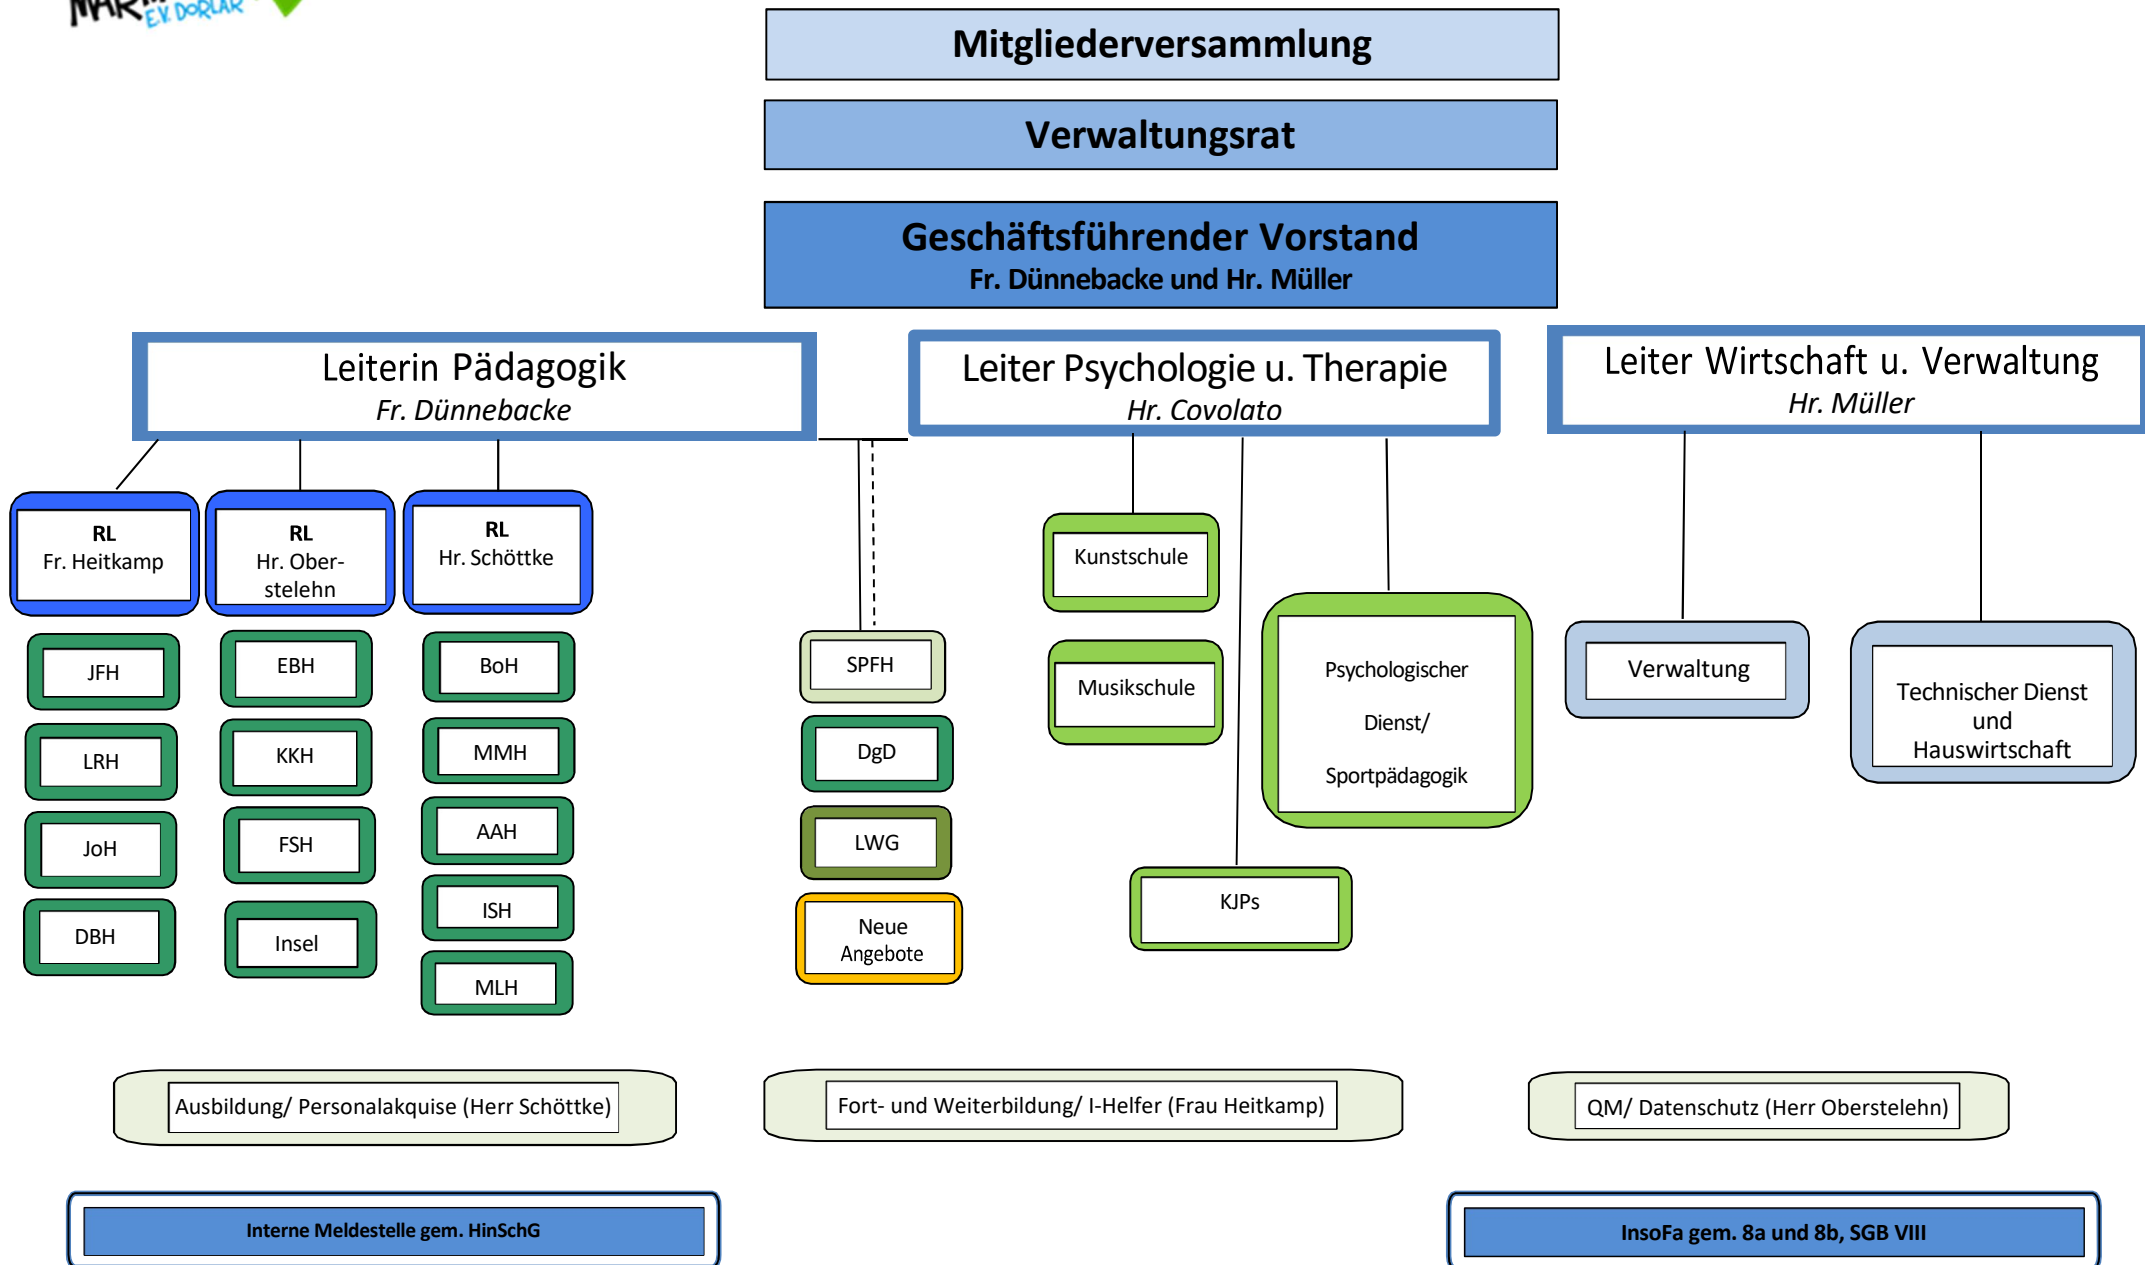 E.V. DORLAR
Mitgliederversammlung
Verwaltungsrat
Geschäftsführender Vorstand
Fr. Dünnebacke und Hr. Müller
Leiterin Pädagogik
Fr. Dünnebacke
Leiter Psychologie u. Therapie
Hr. Covolato
Leiter Wirtschaft u. Verwaltung
Hr. Müller
RL
Fr. Heitkamp
RL
Hr. Ober-
stelehn
RL
Hr. Schöttke
JFH
LRH
JoH
DBH
EBH
KKH
FSH
Insel
BoH
MMH
AAH
ISH
MLH
SPFH
DgD
LWG
Neue
Angebote
Kunstschule
Musikschule
KJPs
Psychologischer
Dienst/
Sportpädagogik
Verwaltung
Technischer Dienst
und
Hauswirtschaft
Ausbildung/ Personalakquise (Herr Schöttke)
Fort- und Weiterbildung/ I-Helfer (Frau Heitkamp)
QM/ Datenschutz (Herr Oberstelehn)
Interne Meldestelle gem. HinSchG
InsoFa gem. 8a und 8b, SGB VIII